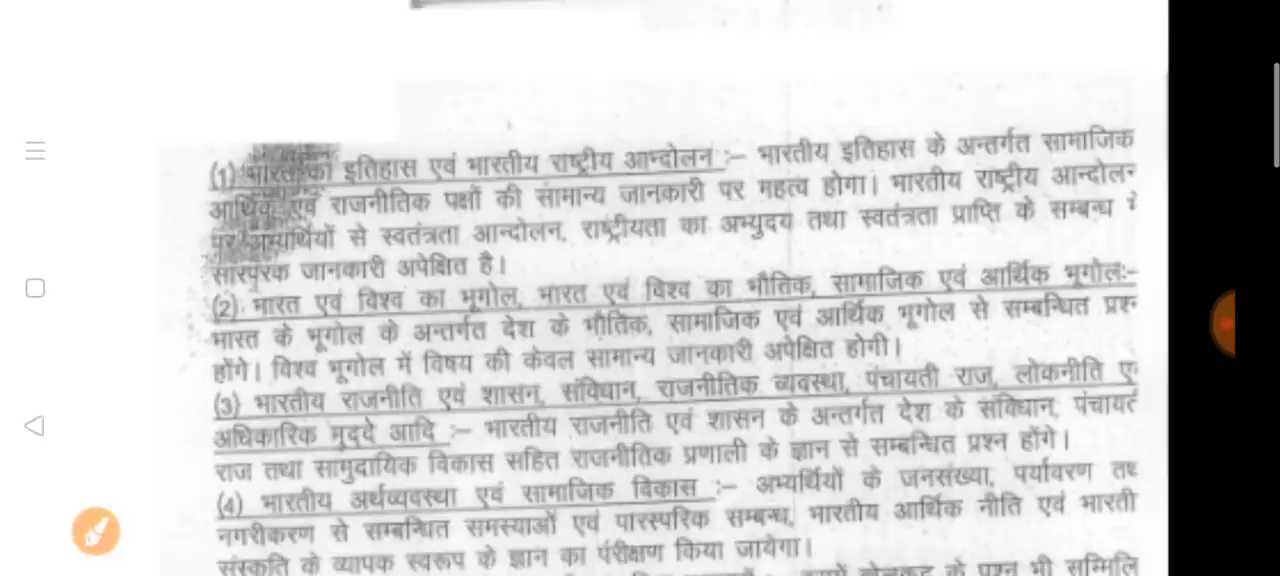 (1) भारत का इतिहास एवं भारतीय राष्ट्रीय आन्दोलन :– भारतीय इतिहास के अन्तर्गत सामाजिक
आर्थिक एवं राजनीतिक पक्षों की सामान्य जानकारी पर महत्व होगा। भारतीय राष्ट्रीय आन्दोलन
पर अभ्यर्थियों से स्वतंत्रता आन्दोलन, राष्ट्रीयता का अभ्युदय तथा स्वतंत्रता प्राप्ति के सम्बन्ध में
सारपूरक जानकारी अपेक्षित है।
(2) भारत एवं विश्व का भूगोल, भारत एवं विश्व का भौतिक, सामाजिक एवं आर्थिक भूगोलः–
भारत के भूगोल के अन्तर्गत देश के भौतिक, सामाजिक एवं आर्थिक भूगोल से सम्बन्धित प्रश्न
होंगे। विश्व भूगोल में विषय की केवल सामान्य जानकारी अपेक्षित होगी।
(3) भारतीय राजनीति एवं शासन, संविधान, राजनीतिक व्यवस्था, पंचायती राज, लोकनीति ए
अधिकारिक मुद्दे आदि :– भारतीय राजनीति एवं शासन के अन्तर्गत देश के संविधान, पंचायत
राज तथा सामुदायिक विकास सहित राजनीतिक प्रणाली के ज्ञान से सम्बन्धित प्रश्न होंगे।
(4) भारतीय अर्थव्यवस्था एवं सामाजिक विकास :– अभ्यर्थियों के जनसंख्या, पर्यावरण तथ
नगरीकरण से सम्बन्धित समस्याओं एवं पारस्परिक सम्बन्ध, भारतीय आर्थिक नीति एवं भारती
संस्कृति के व्यापक स्वरूप के ज्ञान का परीक्षण किया जायेगा।
खेलकूद के प्रश्न भी सम्मिलि